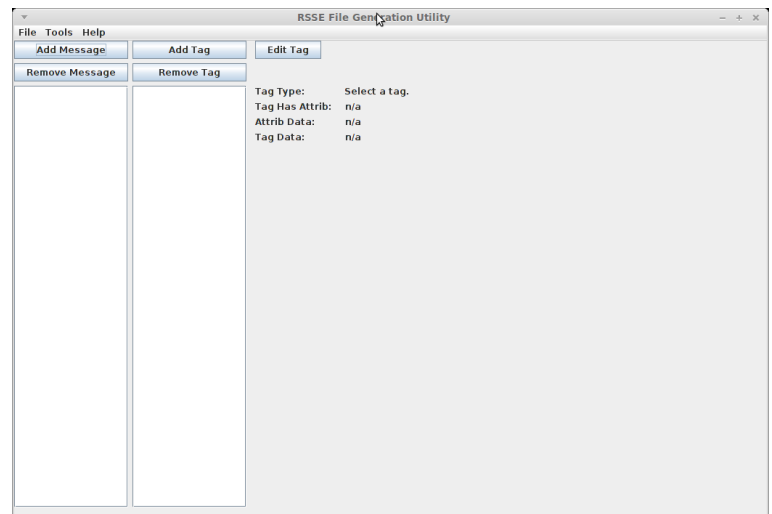 RSSE File Generation Utility
File Tools Help
Add Message Add Tag Edit Tag
Remove Message Remove Tag
Tag Type: Select a tag.
Tag Has Attrib: n/a
Attrib Data: n/a
Tag Data: n/a